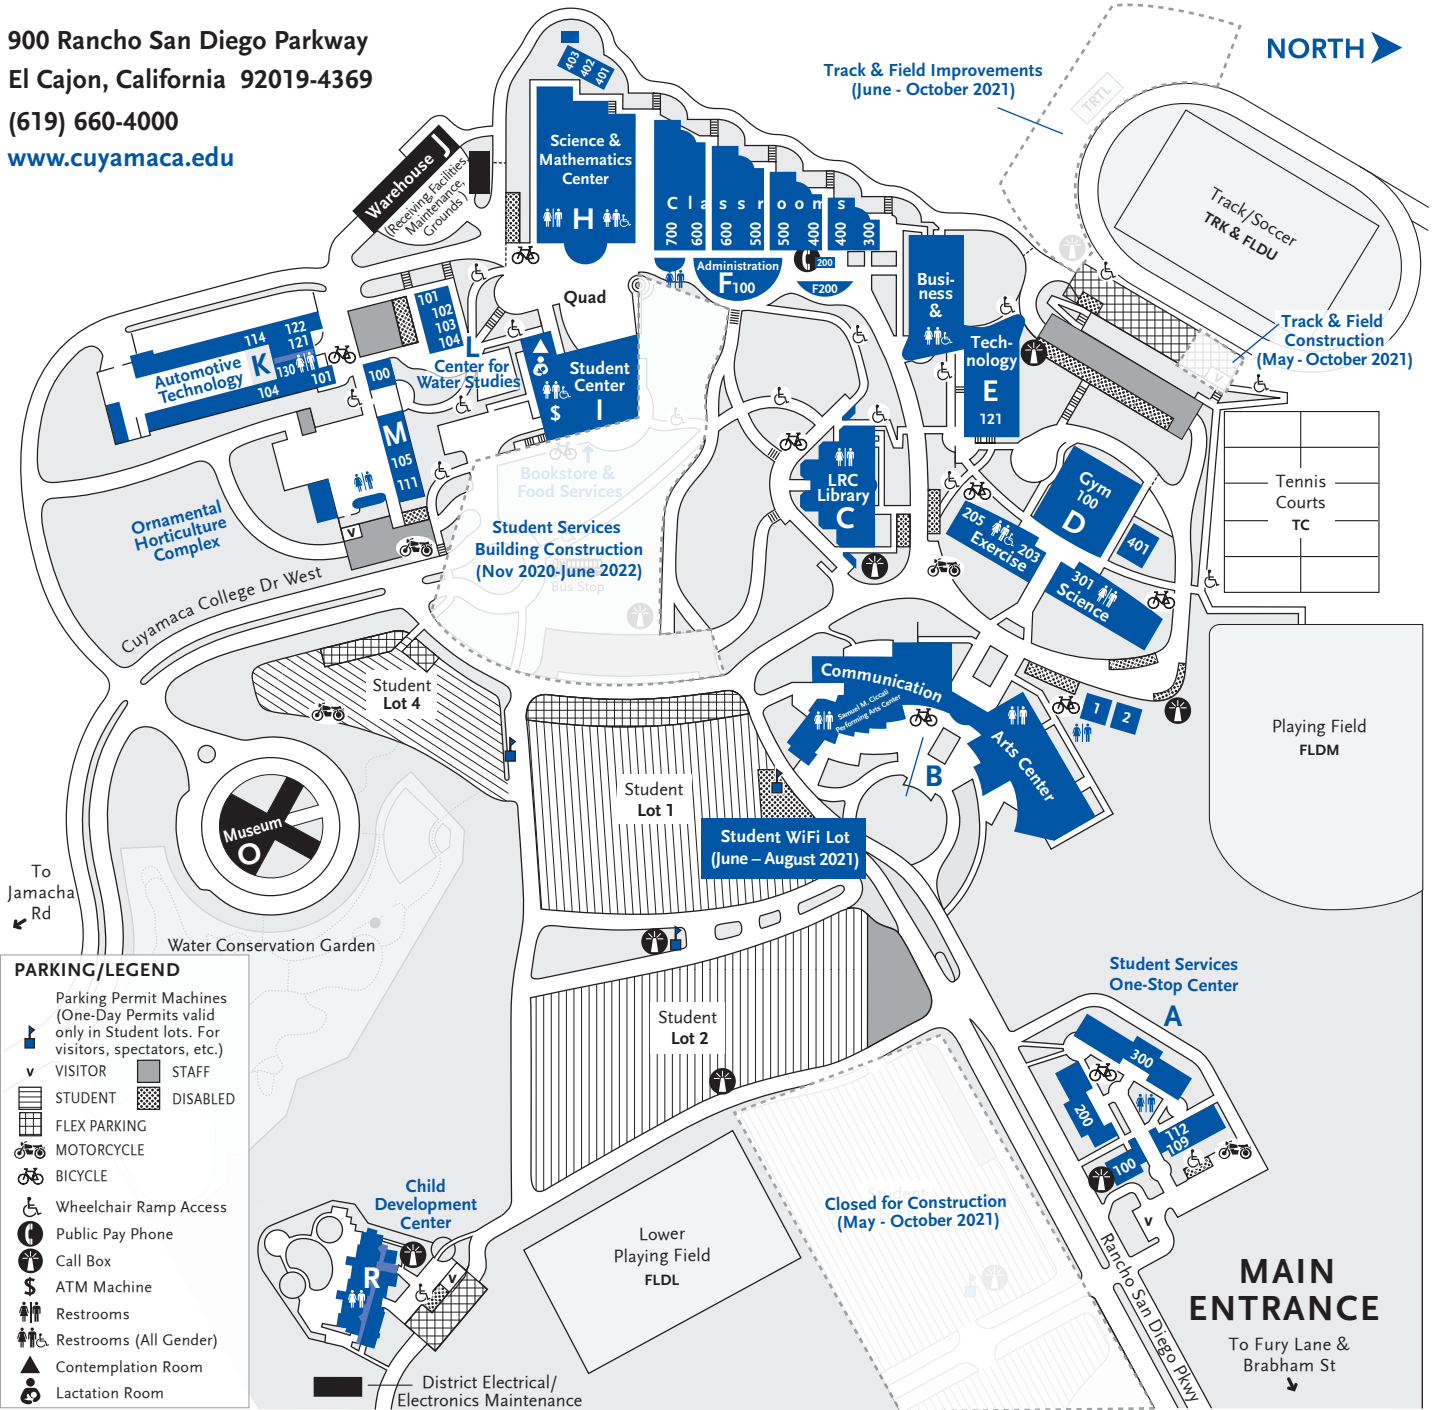 900 Rancho San Diego Parkway
El Cajon, California  92019-4369
(619) 660-4000
www.cuyamaca.edu
NORTH
Track & Field Improvements
(June - October 2021)
TRTL
Track/Soccer
TRK & FLDU
Track & Field
Construction
(May - October 2021)
403
402
401
Science &
Mathematics
Center
H
Warehouse J
(Receiving, Facilities,
Maintenance,
Grounds)
Classrooms
700
600
600
500
500
400
400
300
Administration
F100
200
F200
Quad
Busi-
ness
&
Tech-
nology
E
121
101
102
103
104
L
Center for
Water Studies
Student
Center
I
$
114
122
121
Automotive
Technology
K
130
101
104
100
M
105
111
Ornamental
Horticulture
Complex
V
Cuyamaca College Dr West
Bookstore &
Food Services
Student Services
Building Construction
(Nov 2020-June 2022)
Bus Stop
LRC
Library
C
Gym
100
D
401
205
203
Exercise
301
Science
Tennis
Courts
TC
Playing Field
FLDM
Communication
Samuel M. Ciccati
Performing Arts Center
Arts Center
B
1
2
Student
Lot 4
Student
Lot 1
Student WiFi Lot
(June – August 2021)
Museum
O
To
Jamacha
Rd
Water Conservation Garden
Student
Lot 2
Student Services
One-Stop Center
A
300
200
112
109
100
V
PARKING/LEGEND
Parking Permit Machines
(One-Day Permits valid
only in Student lots. For
visitors, spectators, etc.)
V VISITOR
STAFF
STUDENT
DISABLED
FLEX PARKING
MOTORCYCLE
BICYCLE
Wheelchair Ramp Access
Public Pay Phone
Call Box
$ ATM Machine
Restrooms
Restrooms (All Gender)
Contemplation Room
Lactation Room
Child
Development
Center
R
V
Lower
Playing Field
FLDL
Closed for Construction
(May - October 2021)
Rancho San Diego Pkwy
MAIN
ENTRANCE
To Fury Lane &
Brabham St
District Electrical/
Electronics Maintenance